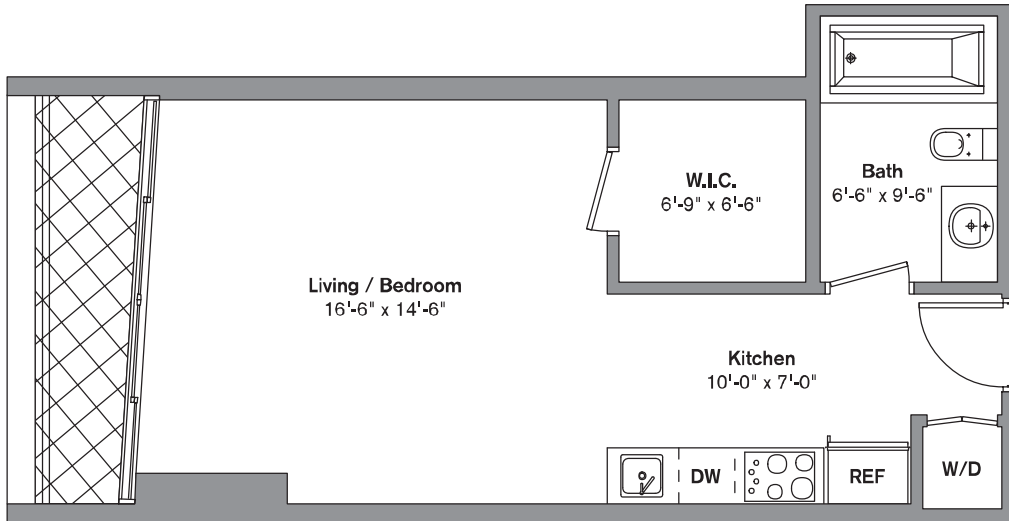 W.I.C.
6'-9" x 6'-6"
Bath
6'-6" x 9'-6"
Living / Bedroom
16'-6" x 14'-6"
Kitchen
10'-0" x 7'-0"
DW
REF
W/D